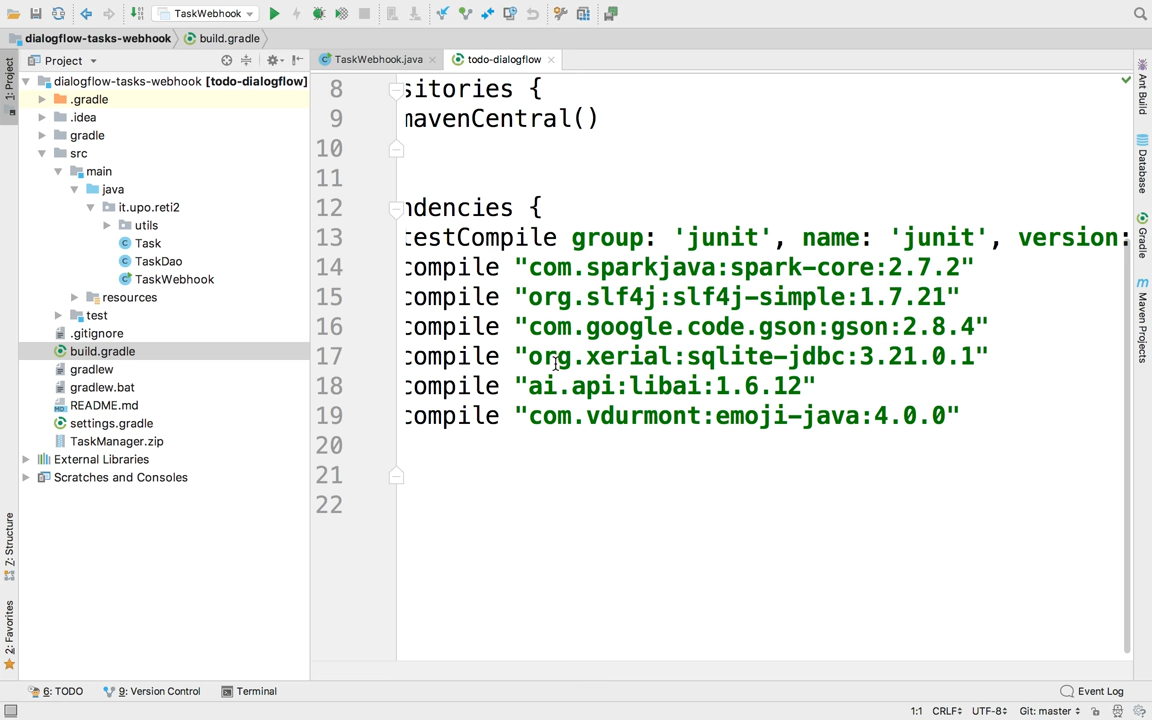 TaskWebhook
dialogflow-tasks-webhook
build.gradle
Project
TaskWebhook.java
todo-dialogflow
1: Project
dialogflow-tasks-webhook [todo-dialogflow]
.gradle
.idea
gradle
src
main
java
it.upo.reti2
utils
Task
TaskDao
TaskWebhook
resources
test
.gitignore
build.gradle
gradlew
gradlew.bat
README.md
settings.gradle
TaskManager.zip
External Libraries
Scratches and Consoles
8 sitories {
9 mavenCentral()
10
11
12 ndencies {
13 testCompile group: 'junit', name: 'junit', version:
14 compile "com.sparkjava:spark-core:2.7.2"
15 compile "org.slf4j:slf4j-simple:1.7.21"
16 compile "com.google.code.gson:gson:2.8.4"
17 compile "org.xerial:sqlite-jdbc:3.21.0.1"
18 compile "ai.api:libai:1.6.12"
19 compile "com.vdurmont:emoji-java:4.0.0"
20
21
22
Ant Build
Database
Gradle
Maven Projects
Z: Structure
2: Favorites
6: TODO
9: Version Control
Terminal
Event Log
1:1 CRLF UTF-8 Git: master